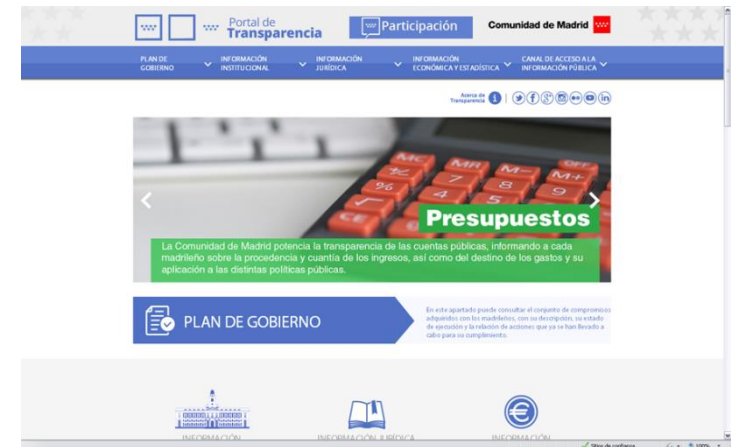 Portal de
Transparencia
Participación
Comunidad de Madrid
PLAN DE
GOBIERNO
INFORMACIÓN
INSTITUCIONAL
INFORMACIÓN
JURÍDICA
INFORMACIÓN
ECONÓMICA Y ESTADÍSTICA
CANAL DE ACCESO A LA
INFORMACIÓN PÚBLICA
Acerca de
Transparencia
MC MR M- OFF
% 7 8 9 M+
CE 4 5
Presupuestos
La Comunidad de Madrid potencia la transparencia de las cuentas públicas, informando a cada
madrileño sobre la procedencia y cuantía de los ingresos, así como del destino de los gastos y su
aplicación a las distintas políticas públicas.
PLAN DE GOBIERNO
En este apartado puede consultar el conjunto de compromisos
adquiridos con los madrileños, con su descripción, su estado
de ejecución y la relación de acciones que ya se han llevado a
cabo para su cumplimiento.
INFORMACIÓN
INFORMACIÓN JURÍDICA
INFORMACIÓN
Sitios de confianza
100%